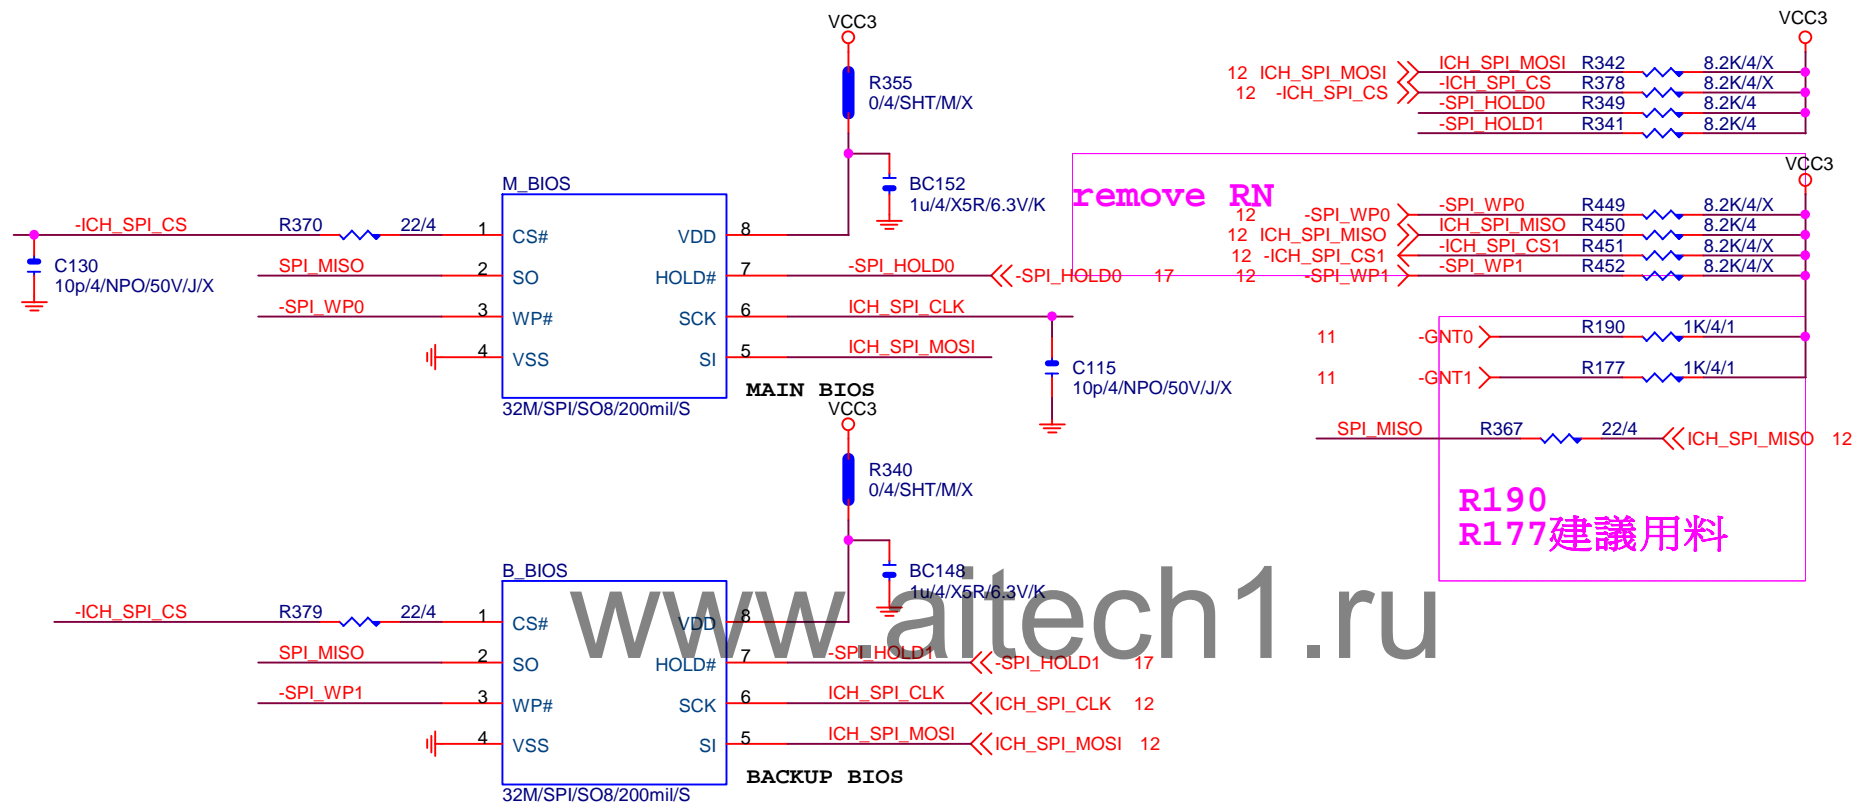 VCC3
R355
0/4/SHT/M/X
BC152
1u/4/X5R/6.3V/K
M_BIOS
-ICH_SPI_CS R370 22/4 1 CS# VDD 8
C130
10p/4/NPO/50V/J/X
SPI_MISO 2 SO HOLD# 7 -SPI_HOLD0 -SPI_HOLD0 17
-SPI_WP0 3 WP# SCK 6 ICH_SPI_CLK
4 VSS SI 5 ICH_SPI_MOSI
C115
10p/4/NPO/50V/J/X
MAIN BIOS
32M/SPI/SO8/200mil/S
VCC3
R340
0/4/SHT/M/X
BC148
1u/4/X5R/6.3V/K
B_BIOS
-ICH_SPI_CS R379 22/4 1 CS# VDD 8
SPI_MISO 2 SO HOLD# 7 -SPI_HOLD1 -SPI_HOLD1 17
-SPI_WP1 3 WP# SCK 6 ICH_SPI_CLK ICH_SPI_CLK 12
4 VSS SI 5 ICH_SPI_MOSI ICH_SPI_MOSI 12
BACKUP BIOS
32M/SPI/SO8/200mil/S
VCC3
12 ICH_SPI_MOSI ICH_SPI_MOSI R342 8.2K/4/X
12 -ICH_SPI_CS -ICH_SPI_CS R378 8.2K/4/X
-SPI_HOLD0 R349 8.2K/4
-SPI_HOLD1 R341 8.2K/4
VCC3
remove RN
12 -SPI_WP0 -SPI_WP0 R449 8.2K/4/X
12 ICH_SPI_MISO ICH_SPI_MISO R450 8.2K/4
12 -ICH_SPI_CS1 -ICH_SPI_CS1 R451 8.2K/4/X
12 -SPI_WP1 -SPI_WP1 R452 8.2K/4/X
11 -GNT0 R190 1K/4/1
11 -GNT1 R177 1K/4/1
SPI_MISO R367 22/4 ICH_SPI_MISO 12
R190
R177建議用料
www.aitech1.ru